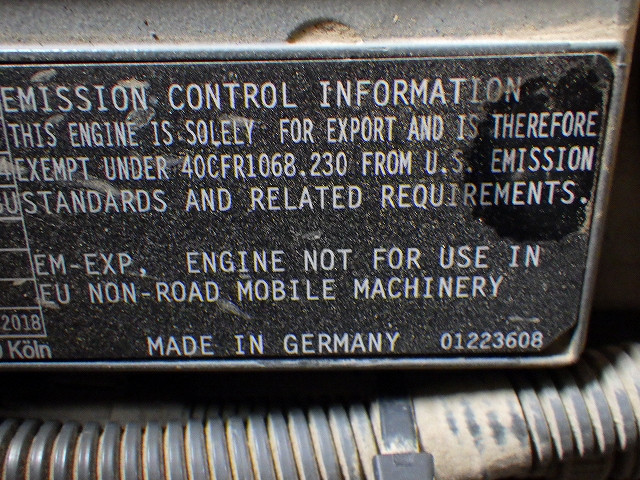 EMISSION CONTROL INFORMATION
THIS ENGINE IS SOLELY FOR EXPORT AND IS THEREFORE
EXEMPT UNDER 40CFR1068.230 FROM U.S. EMISSION
STANDARDS AND RELATED REQUIREMENTS.
EM-EXP. ENGINE NOT FOR USE IN
EU NON-ROAD MOBILE MACHINERY
2018
Köln
MADE IN GERMANY 01223608